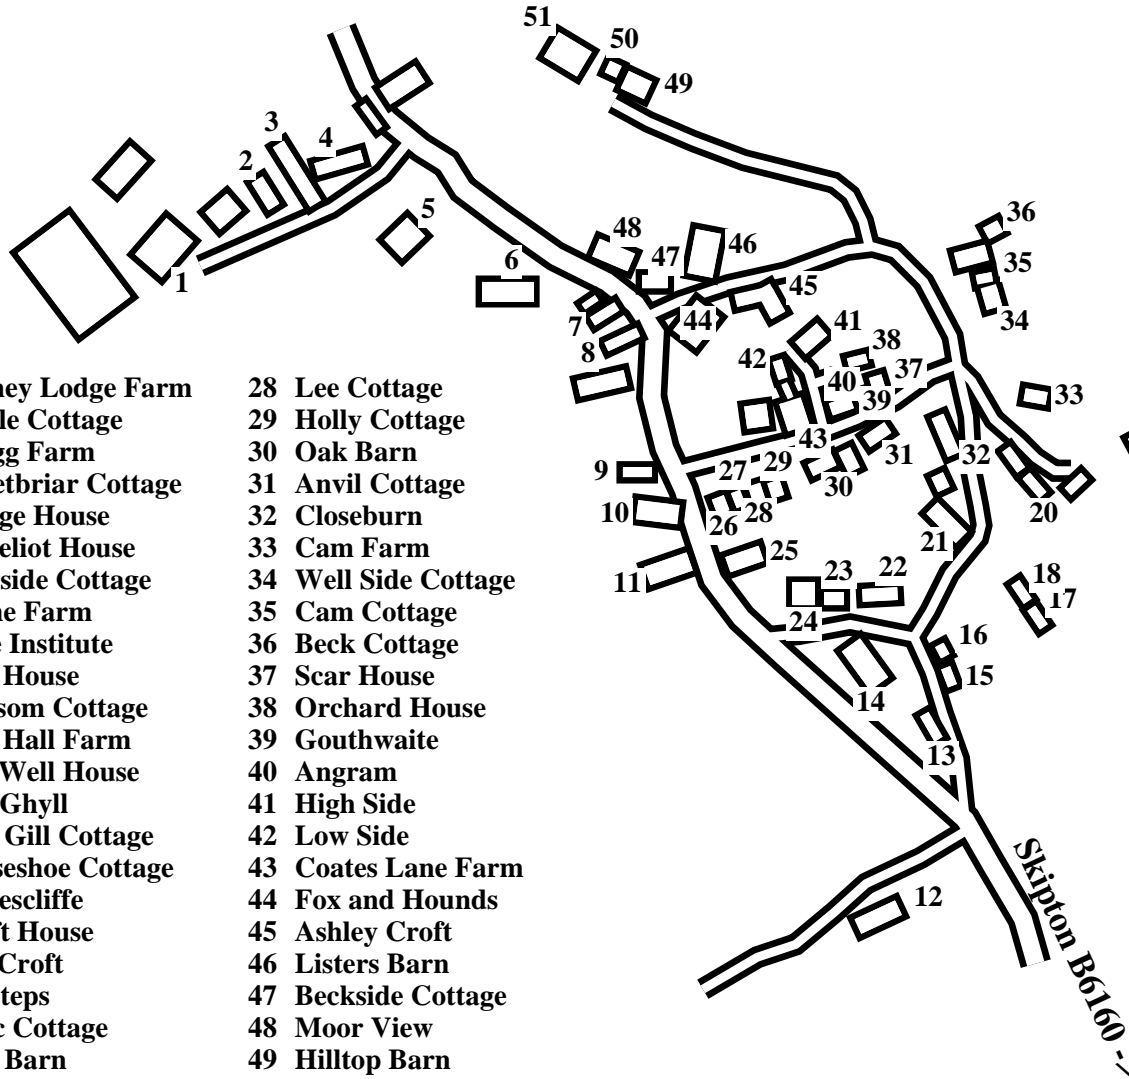 51
50
49
3
4
2
36
5
48
46
47
35
6
1
45
34
7
44
41
8
38
42
37
40
39
33
43
31
32
9
27
29
30
20
10
26
28
21
25
11
23
22
18
17
24
16
15
14
13
12
ney Lodge Farm 28 Lee Cottage
le Cottage 29 Holly Cottage
gg Farm 30 Oak Barn
etbriar Cottage 31 Anvil Cottage
ge House 32 Closeburn
eliot House 33 Cam Farm
side Cottage 34 Well Side Cottage
ne Farm 35 Cam Cottage
e Institute 36 Beck Cottage
House 37 Scar House
som Cottage 38 Orchard House
Hall Farm 39 Gouthwaite
Well House 40 Angram
Ghyll 41 High Side
Gill Cottage 42 Low Side
seshoe Cottage 43 Coates Lane Farm
escliffe 44 Fox and Hounds
t House 45 Ashley Croft
Croft 46 Listers Barn
teps 47 Beckside Cottage
c Cottage 48 Moor View
Barn 49 Hilltop Barn
Skipton B6160 ->